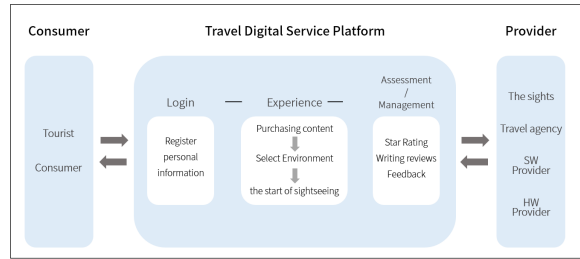 Consumer
Travel Digital Service Platform
Provider
Tourist
Consumer
Login
Experience
Assessment
/
Management
Register
personal
information
Purchasing content
Select Environment
the start of sightseeing
Star Rating
Writing reviews
Feedback
The sights
Travel agency
SW
Provider
HW
Provider